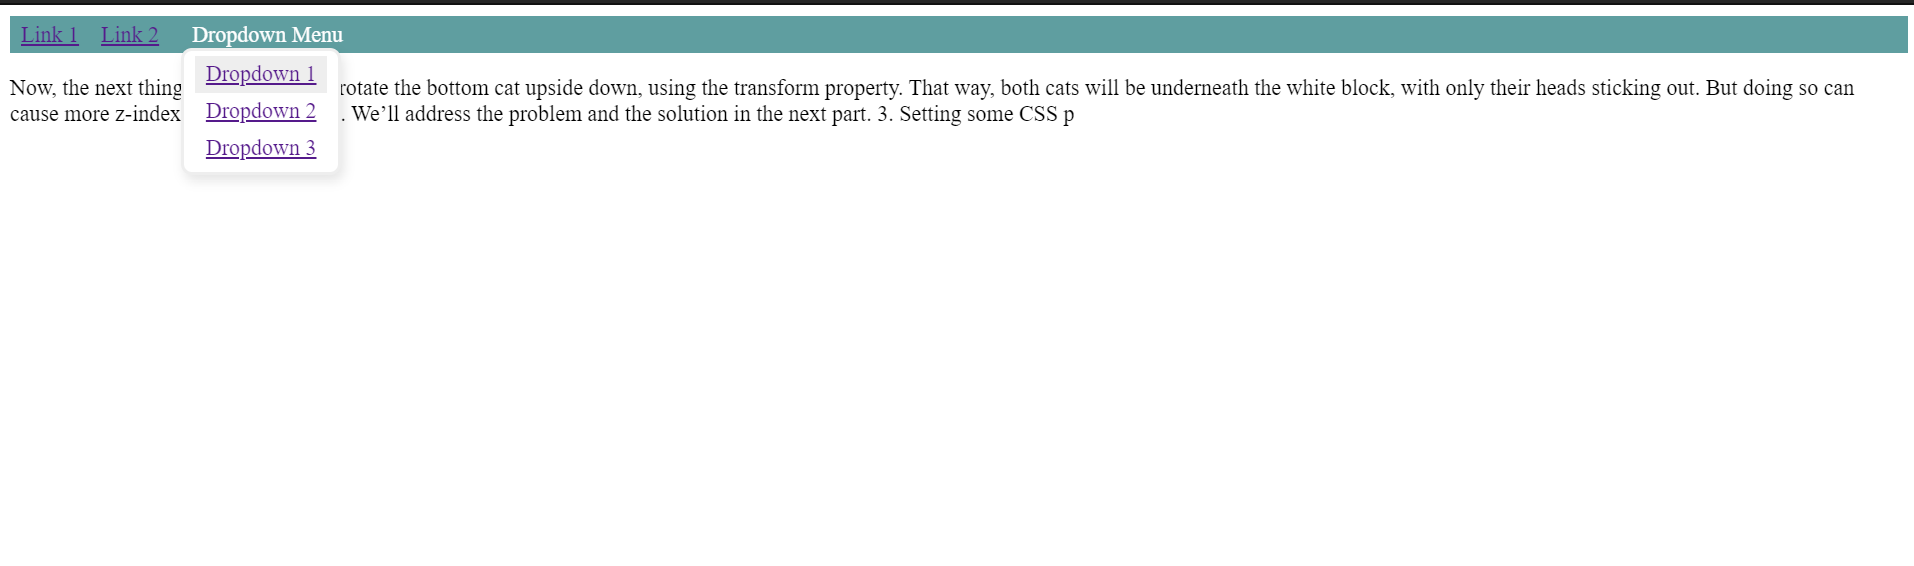 Link 1 Link 2 Dropdown Menu
Dropdown 1
Dropdown 2
Dropdown 3
Now, the next thing rotate the bottom cat upside down, using the transform property. That way, both cats will be underneath the white block, with only their heads sticking out. But doing so can
cause more z-index . We’ll address the problem and the solution in the next part. 3. Setting some CSS p